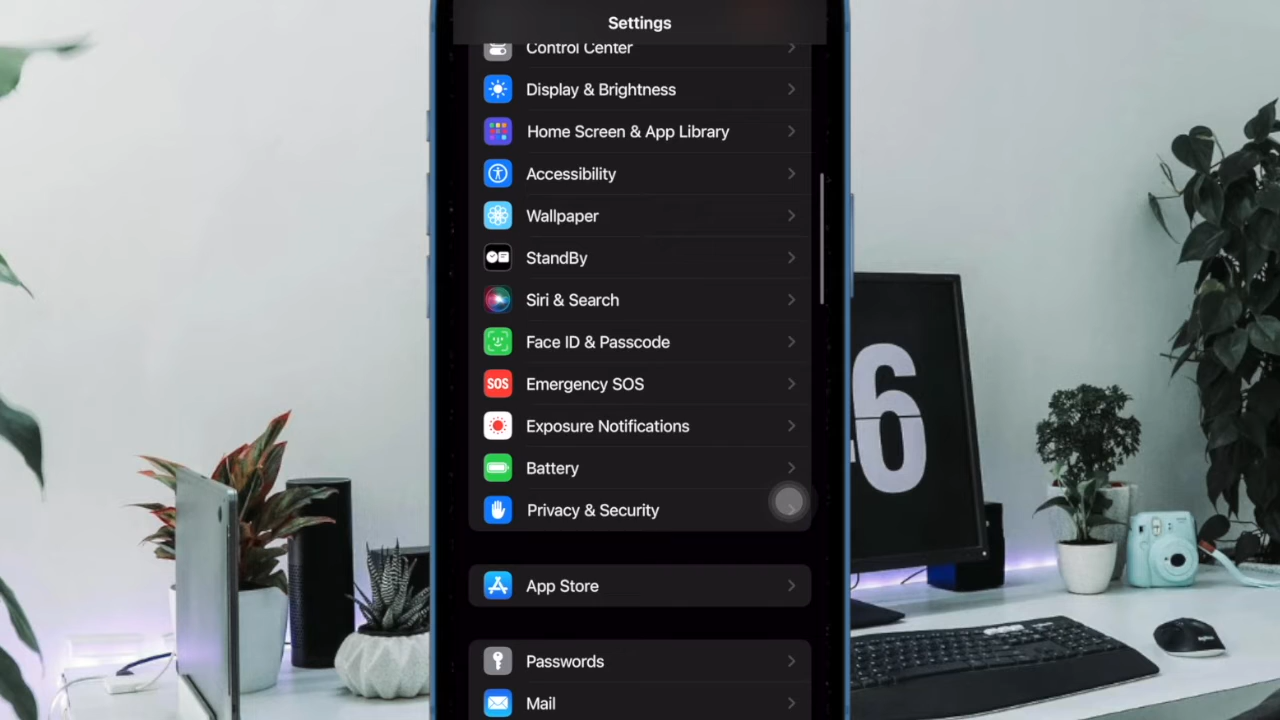 Settings
Control Center
Display & Brightness
Home Screen & App Library
Accessibility
Wallpaper
StandBy
Siri & Search
Face ID & Passcode
SOS Emergency SOS
Exposure Notifications
Battery
Privacy & Security
App Store
Passwords
Mail
6